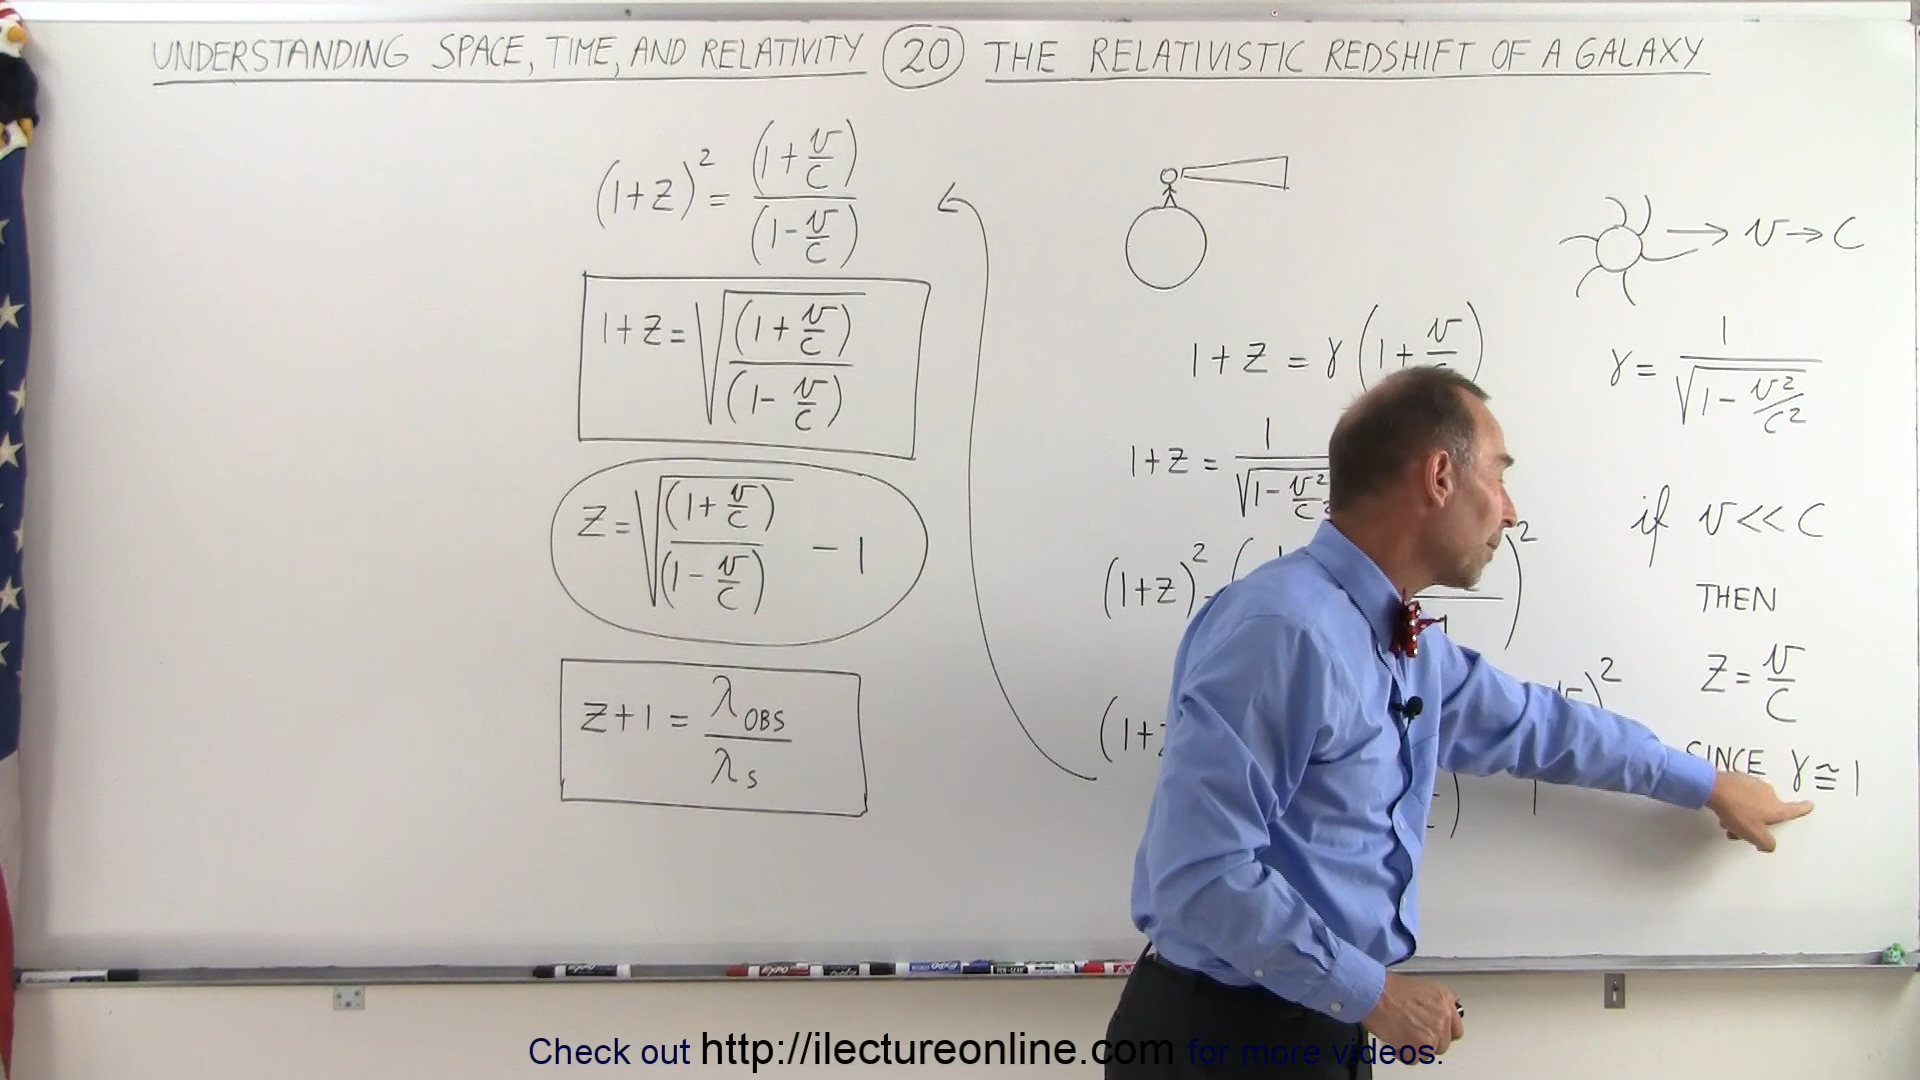 UNDERSTANDING SPACE, TIME, AND RELATIVITY 20 THE RELATIVISTIC REDSHIFT OF A GALAXY
(1+z)² = (1+v/c) / (1-v/c)
1+z = √((1+v/c) / (1-v/c))
z = √((1+v/c) / (1-v/c)) - 1
z+1 = λOBS / λS
→ v→c
1+z = γ(1+v/c)
γ = 1 / √(1-v²/c²)
1+z = 1 / √(1-v²/c²
(1+z)²
(1+z
if v<<c
THEN
z = v/c
SINCE γ≅1
Check out http://ilectureonline.com for more videos.